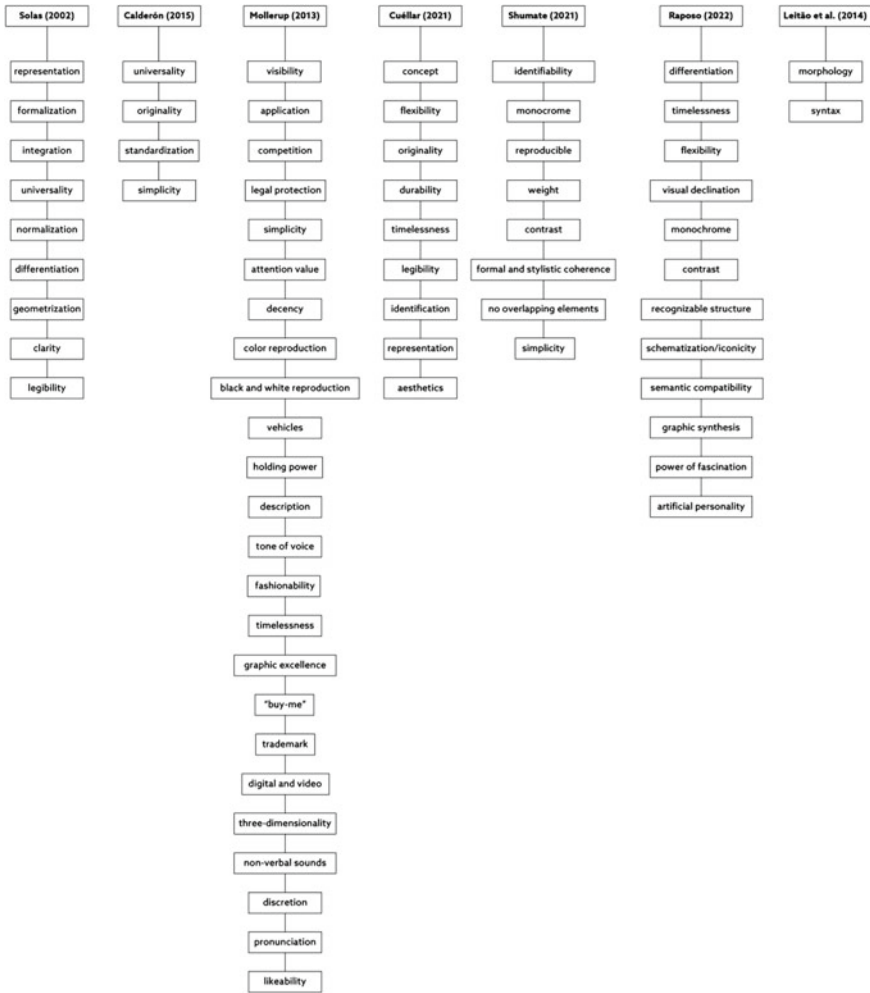 Solas (2002)
representation
formalization
integration
universality
normalization
differentiation
geometrization
clarity
legibility
Calderón (2015)
universality
originality
standardization
simplicity
Mollerup (2013)
visibility
application
competition
legal protection
simplicity
attention value
decency
color reproduction
black and white reproduction
vehicles
holding power
description
tone of voice
fashionability
timelessness
graphic excellence
"buy-me"
trademark
digital and video
three-dimensionality
non-verbal sounds
discretion
pronunciation
likeability
Cuéllar (2021)
concept
flexibility
originality
durability
timelessness
legibility
identification
representation
aesthetics
Shumate (2021)
identifiability
monocrome
reproducible
weight
contrast
formal and stylistic coherence
no overlapping elements
simplicity
Raposo (2022)
differentiation
timelessness
flexibility
visual declination
monochrome
contrast
recognizable structure
schematization/iconicity
semantic compatibility
graphic synthesis
power of fascination
artificial personality
Leitão et al. (2014)
morphology
syntax